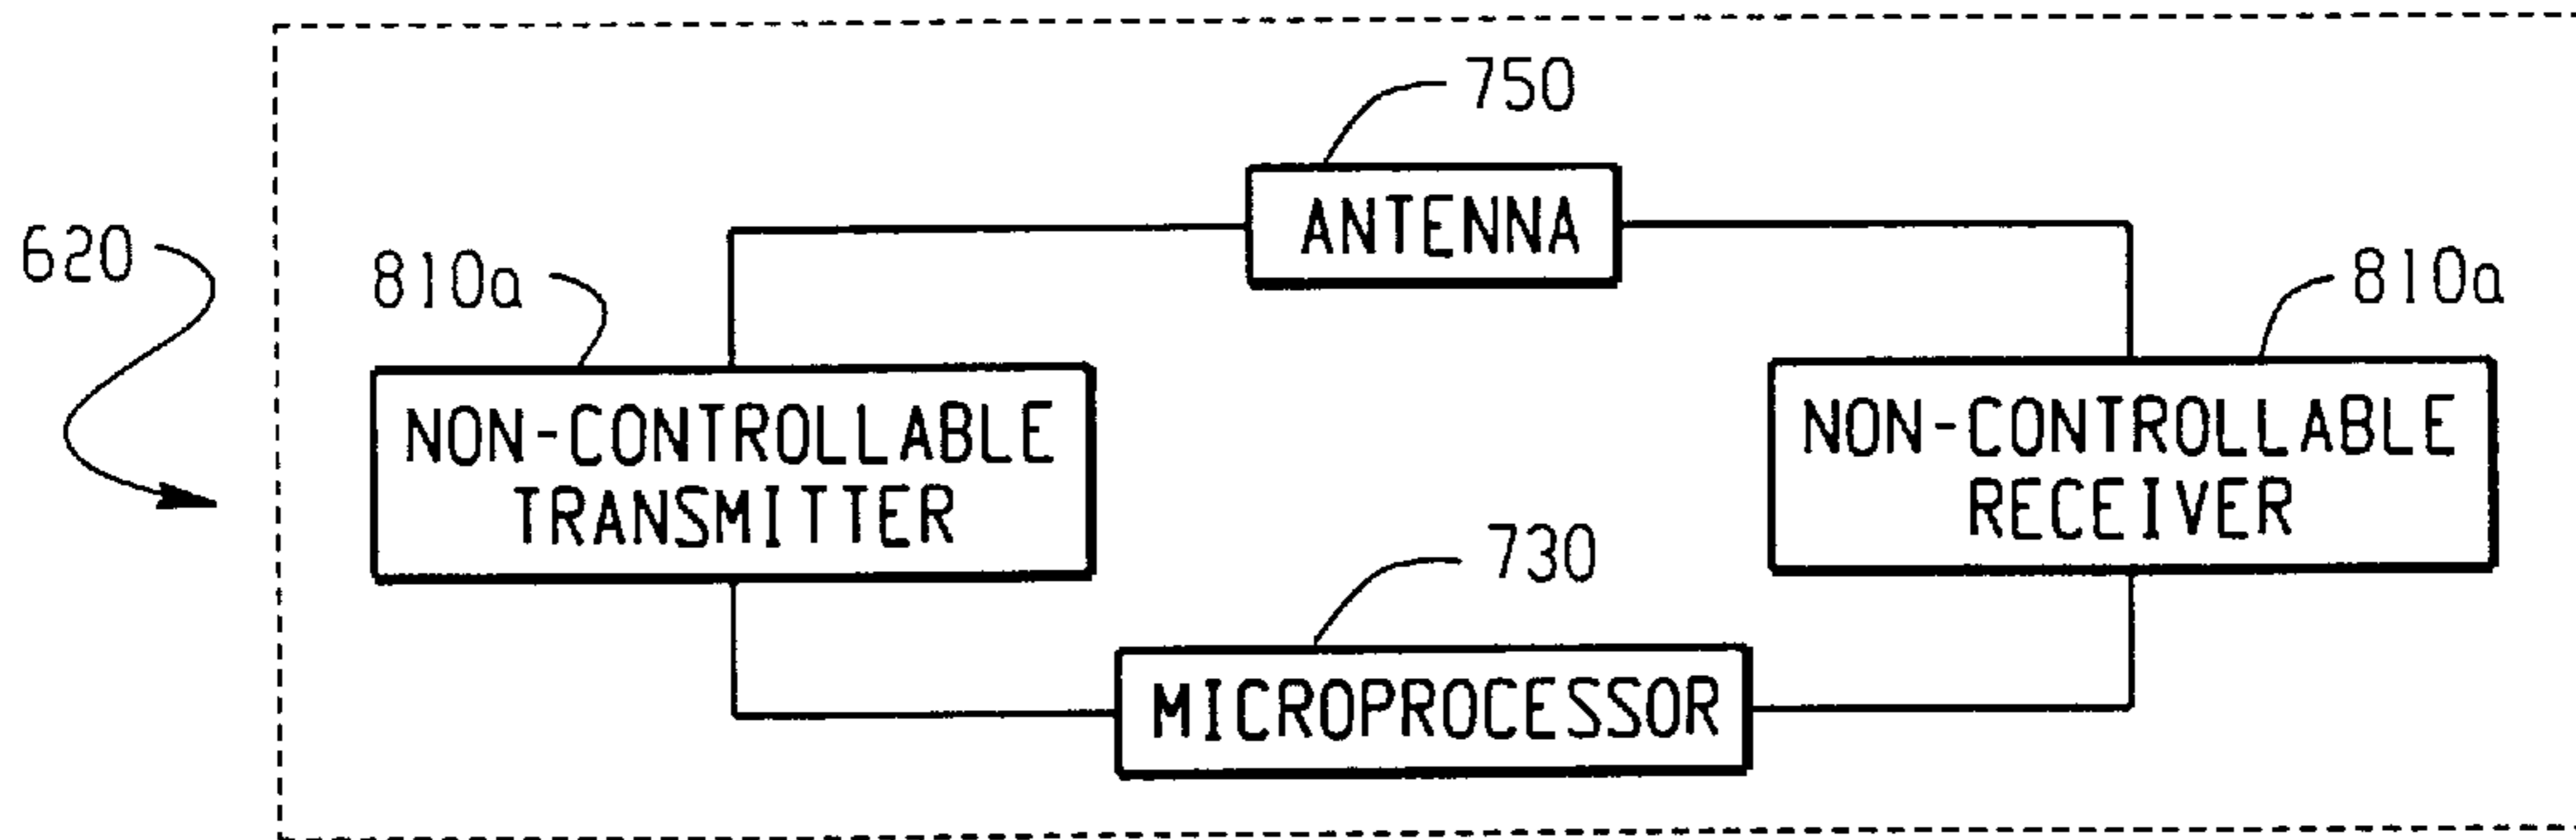 750
ANTENNA
620
810a
810a
NON-CONTROLLABLE
TRANSMITTER
NON-CONTROLLABLE
RECEIVER
730
MICROPROCESSOR